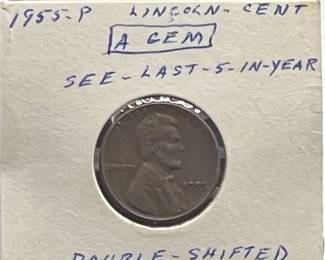 1955-P LINCOLN-CENT
A GEM
SEE-LAST-5-IN-YEAR
DOUBLE-SHIFTED